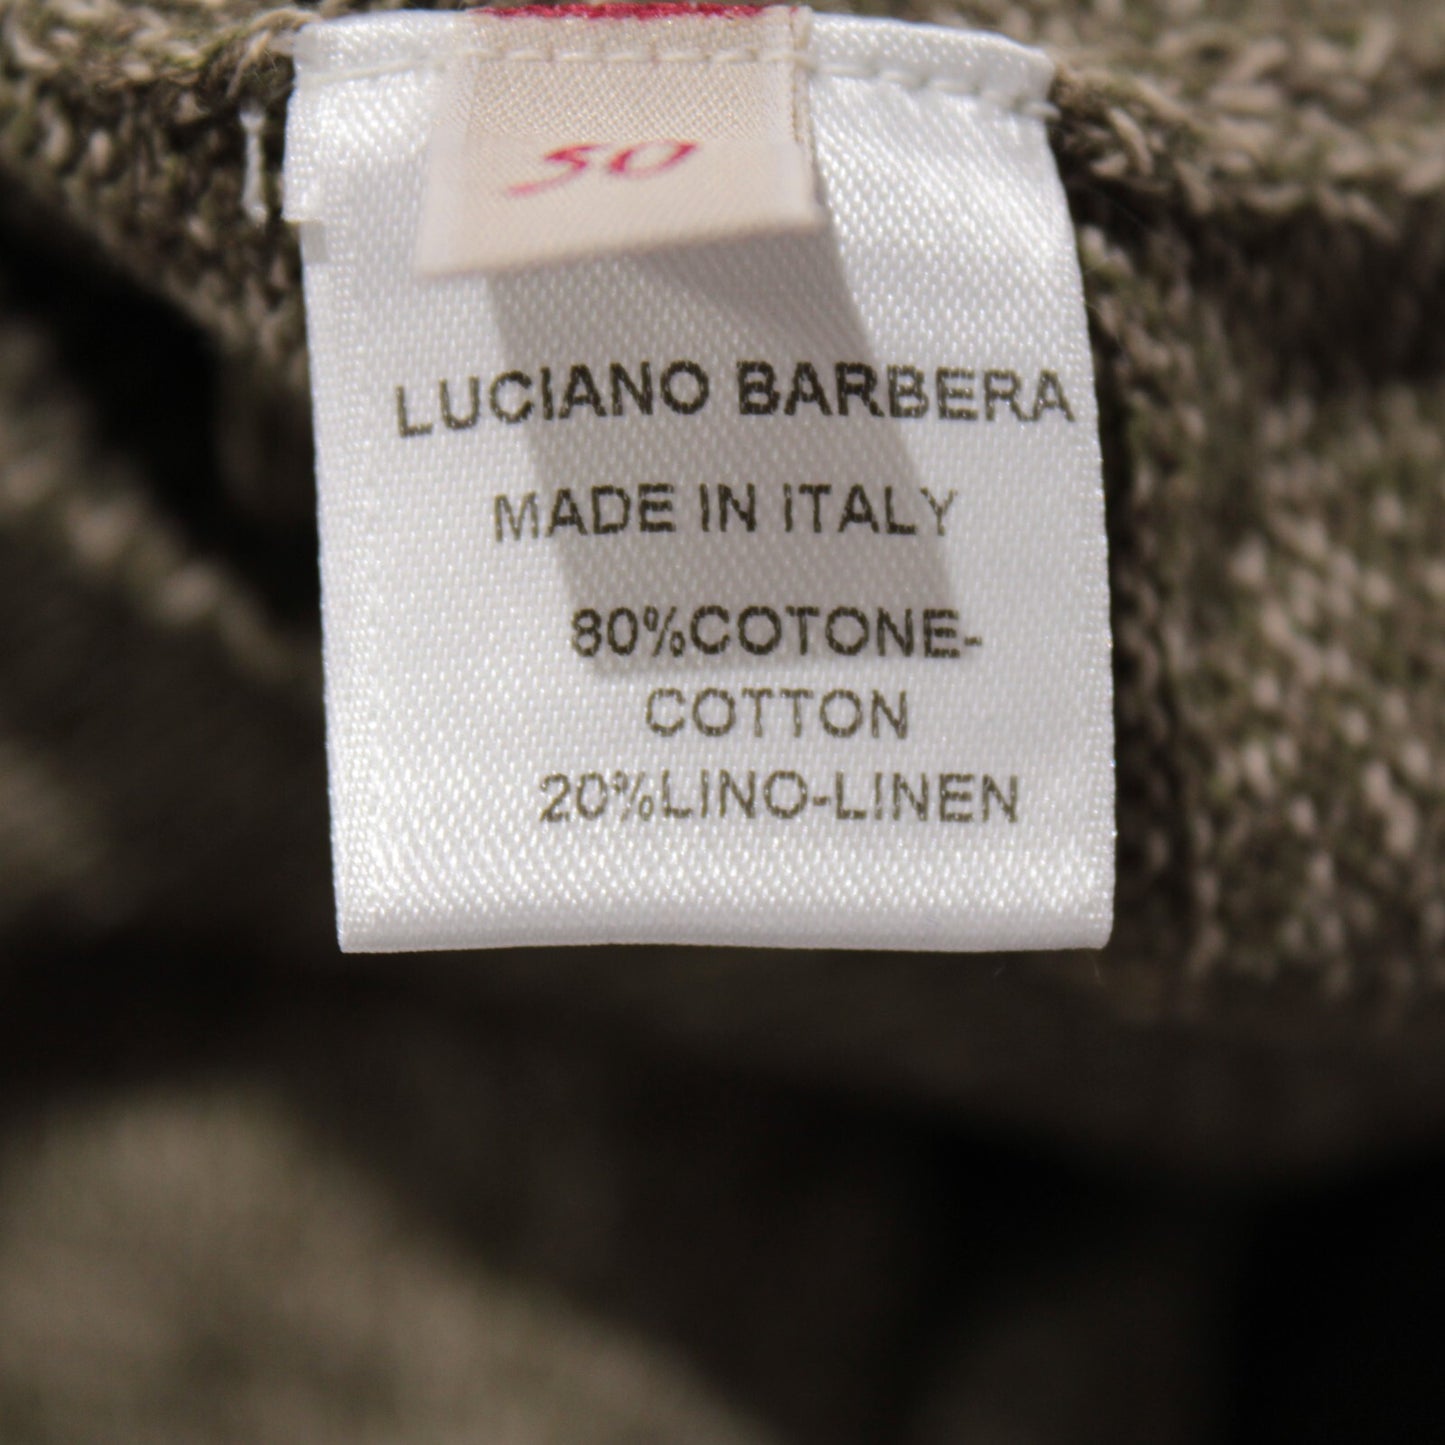 50
LUCIANO BARBERA
MADE IN ITALY
80%COTONE-
COTTON
20%LINO-LINEN